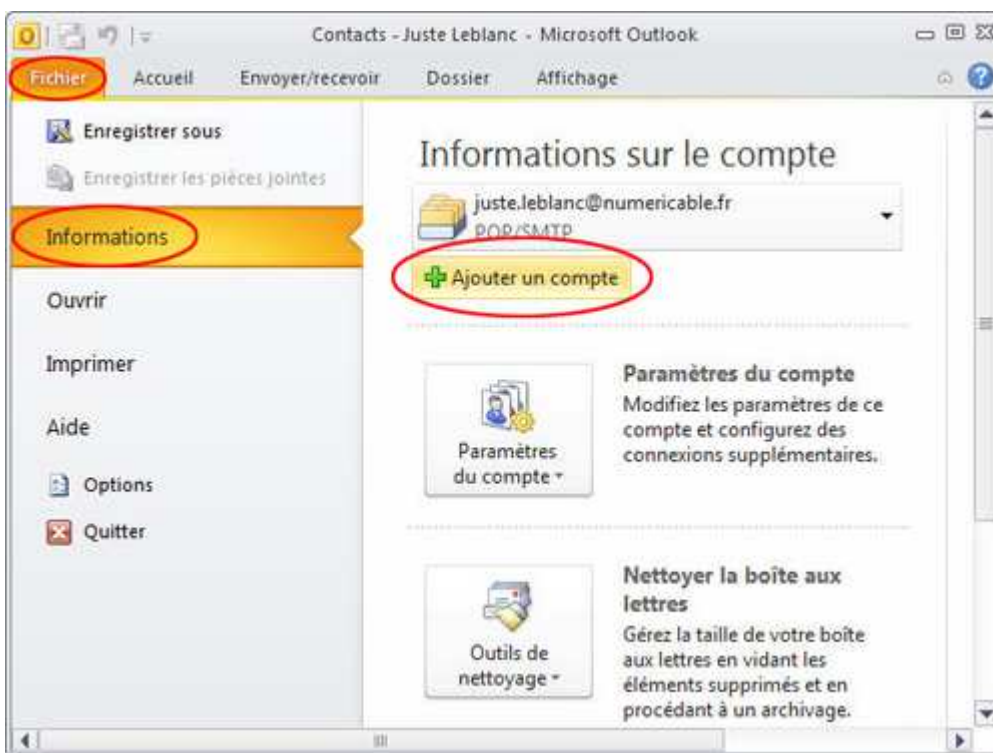 Contacts - Juste Leblanc - Microsoft Outlook
Fichier Accueil Envoyer/recevoir Dossier Affichage
Enregistrer sous
Enregistrer les pièces jointes
Informations
Ouvrir
Imprimer
Aide
Options
Quitter
Informations sur le compte
juste.leblanc@numericable.fr
POP/SMTP
Ajouter un compte
Paramètres
du compte
Paramètres du compte
Modifiez les paramètres de ce
compte et configurez des
connexions supplémentaires.
Outils de
nettoyage
Nettoyer la boîte aux
lettres
Gérez la taille de votre boîte
aux lettres en vidant les
éléments supprimés et en
procédant à un archivage.